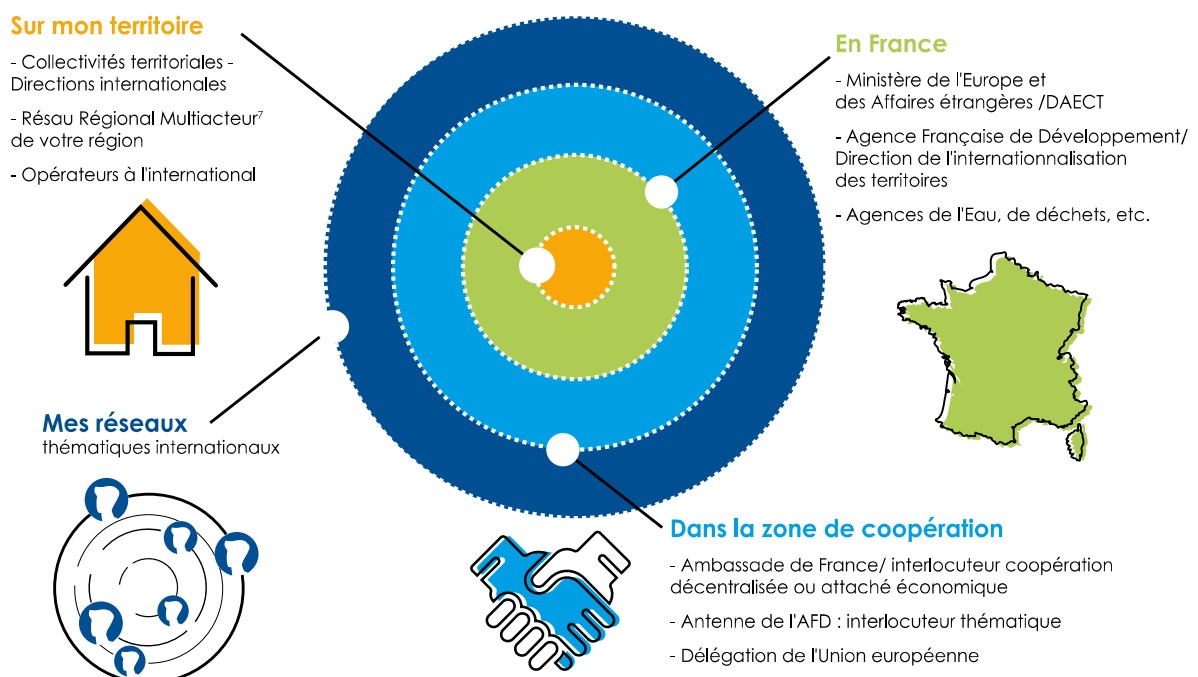 Sur mon territoire
- Collectivités territoriales -
Directions internationales
- Résau Régional Multiacteur⁷
de votre région
- Opérateurs à l'international
En France
- Ministère de l'Europe et
des Affaires étrangères /DAECT
- Agence Française de Développement/
Direction de l'internationnalisation
des territoires
- Agences de l'Eau, de déchets, etc.
Mes réseaux
thématiques internationaux
Dans la zone de coopération
- Ambassade de France/ interlocuteur coopération
décentralisée ou attaché économique
- Antenne de l'AFD : interlocuteur thématique
- Délégation de l'Union européenne